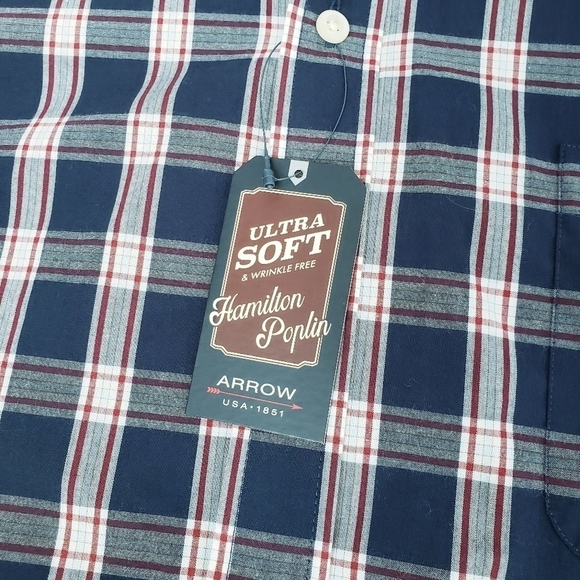 ULTRA
SOFT
& WRINKLE FREE
Hamilton
Poplin
ARROW
USA • 1851